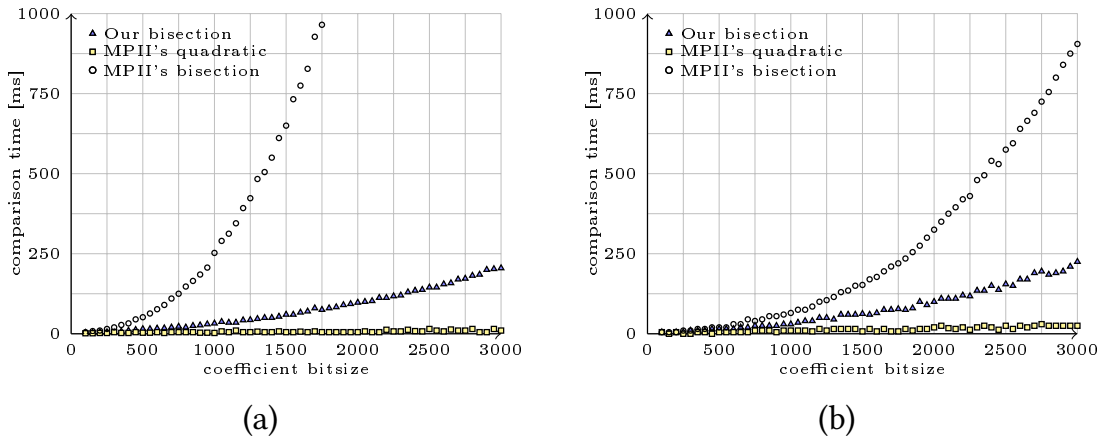 1000
750
500
250
0
comparison time [ms]
Our bisection
MPII's quadratic
MPII's bisection
0 500 1000 1500 2000 2500 3000
coefficient bitsize
(a)
1000
750
500
250
0
comparison time [ms]
Our bisection
MPII's quadratic
MPII's bisection
0 500 1000 1500 2000 2500 3000
coefficient bitsize
(b)